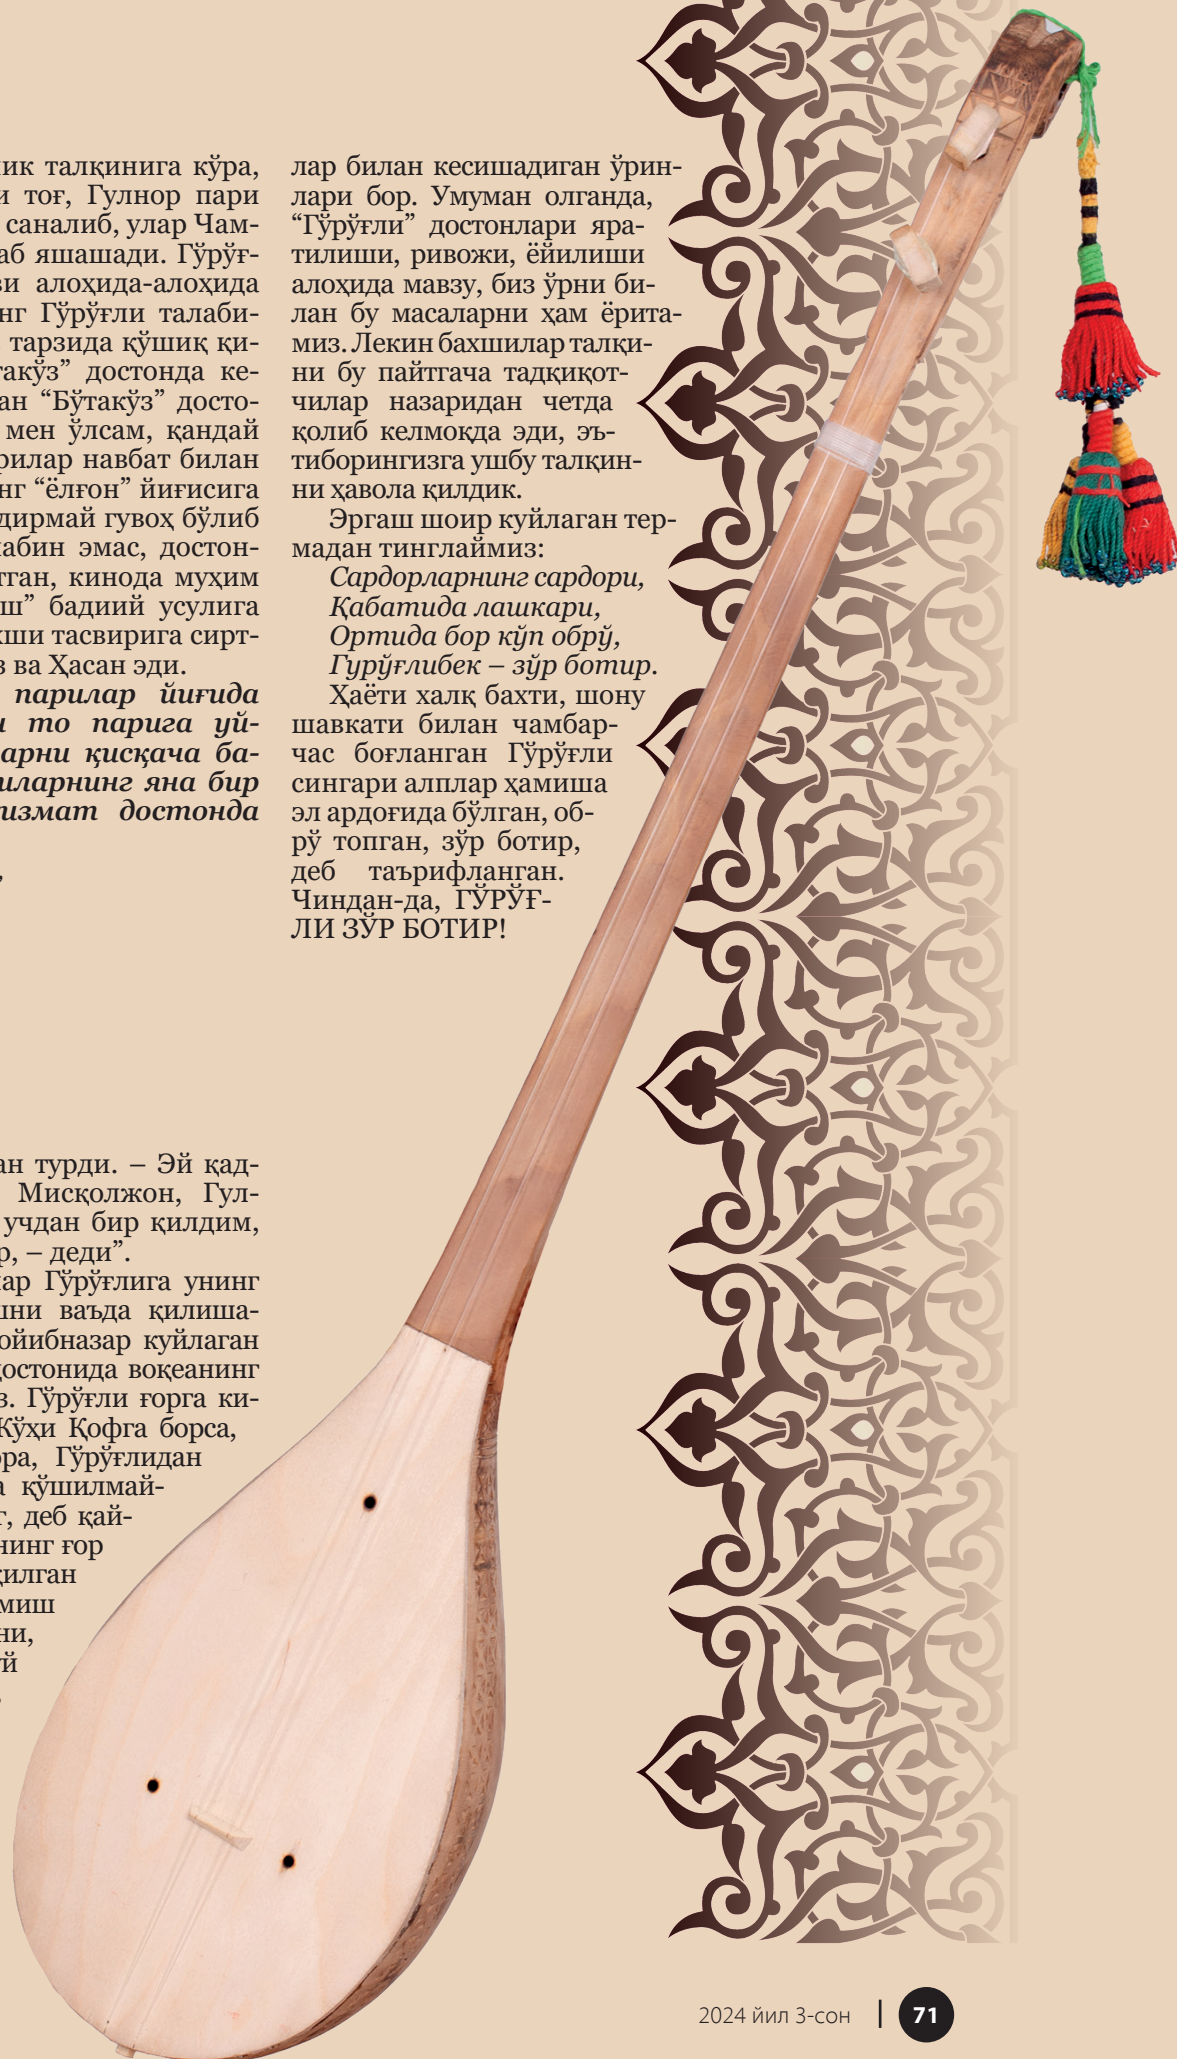 ик талқинига кўра,
и тоғ, Гулнор пари
саналиб, улар Чам-
аб яшашади. Гўрўғ-
ви алоҳида-алоҳида
нг Гўрўғли талаби-
тарзида қўшиқ қи-
такўз” достонда ке-
ан “Бўтакўз” досто-
мен ўлсам, қандай
рилар навбат билан
нг “ёлғон” йиғисига
дирмай гувоҳ бўлиб
абин эмас, достон-
тган, кинода муҳим
ш” бадиий усулига
хши тасвирига сирт-
з ва Ҳасан эди.
парилар йиғида
и то парига уй-
арни қисқача ба-
иларнинг яна бир
измат достонда
,
ан турди. – Эй қад-
Мисқолжон, Гул-
учдан бир қилдим,
р, – деди”.
ар Гўрўғлига унинг
шни ваъда қилиша-
ойибназар куйлаган
достонида воқеанинг
з. Гўрўғли ғорга ки-
Кўҳи Қофга борса,
ра, Гўрўғлидан
а қўшилмай-
г, деб қай-
нинг ғор
қилган
миш
ни,
й
лар билан кесишадиган ўрин-
лари бор. Умуман олганда,
“Гўрўғли” достонлари яра-
тилиши, ривожи, ёйилиши
алоҳида мавзу, биз ўрни би-
лан бу масаларни ҳам ёрита-
миз. Лекин бахшилар талқи-
ни бу пайтгача тадқиқот-
чилар назаридан четда
қолиб келмоқда эди, эъ-
тиборингизга ушбу талқин-
ни ҳавола қилдик.
Эргаш шоир куйлаган тер-
мадан тинглаймиз:
Сардорларнинг сардори,
Қабатида лашкари,
Ортида бор кўп обрў,
Гурўғлибек – зўр ботир.
Ҳаёти халқ бахти, шону
шавкати билан чамбар-
час боғланган Гўрўғли
сингари алплар ҳамиша
эл ардоғида бўлган, об-
рў топган, зўр ботир,
деб таърифланган.
Чиндан-да, ГЎРЎҒ-
ЛИ ЗЎР БОТИР!
2024 йил 3-сон | 71